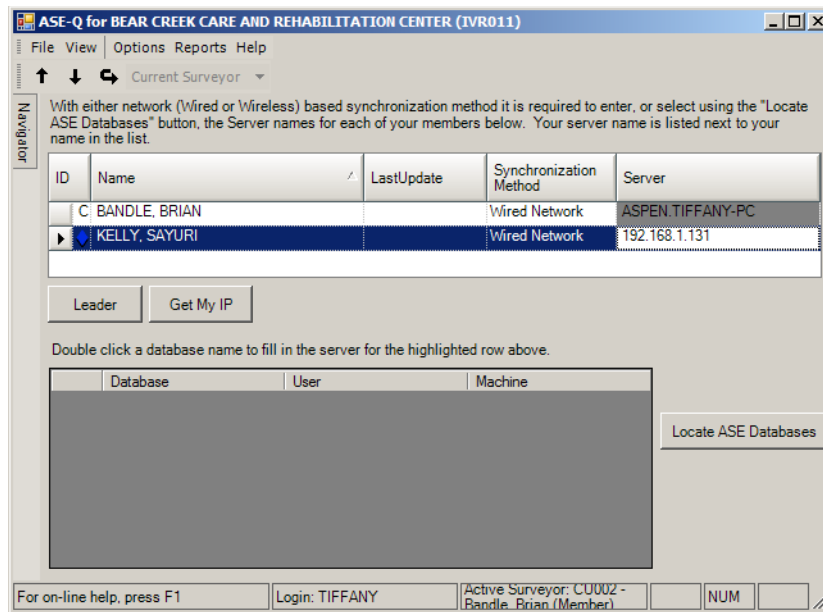 ASE-Q for BEAR CREEK CARE AND REHABILITATION CENTER (IVR011)
File View Options Reports Help
Current Surveyor
Navigator
With either network (Wired or Wireless) based synchronization method it is required to enter, or select using the "Locate
ASE Databases" button, the Server names for each of your members below. Your server name is listed next to your
name in the list.
ID Name LastUpdate Synchronization Method Server
C BANDLE, BRIAN Wired Network ASPEN.TIFFANY-PC
KELLY, SAYURI Wired Network 192.168.1.131
Leader Get My IP
Double click a database name to fill in the server for the highlighted row above.
Database User Machine
Locate ASE Databases
For on-line help, press F1 Login: TIFFANY Active Surveyor: CU002 -
Bandle, Brian (Member) NUM